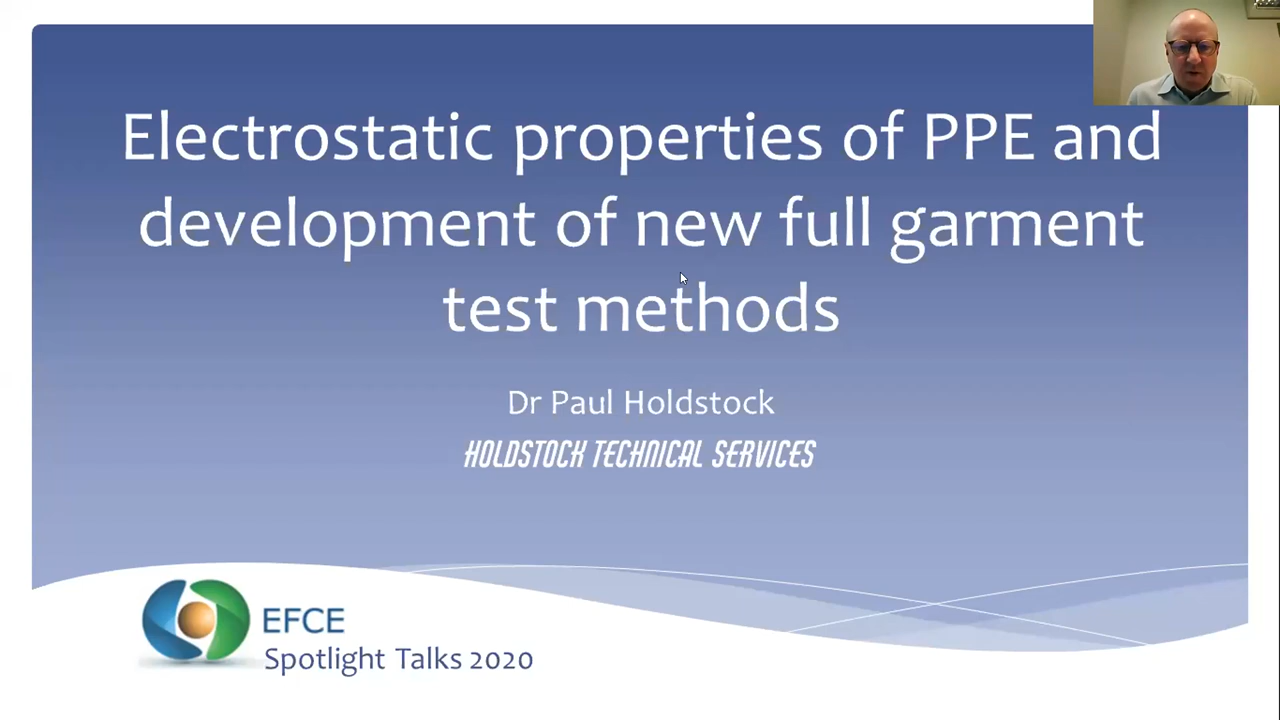 Electrostatic properties of PPE and
development of new full garment
test methods
Dr Paul Holdstock
HOLDSTOCK TECHNICAL SERVICES
EFCE
Spotlight Talks 2020